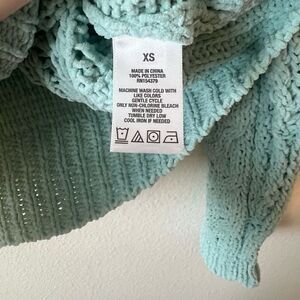 XS
MADE IN CHINA
100% POLYESTER
RN154379
MACHINE WASH COLD WITH
LIKE COLORS
GENTLE CYCLE
ONLY NON-CHLORINE BLEACH
WHEN NEEDED
TUMBLE DRY LOW
COOL IRON IF NEEDED